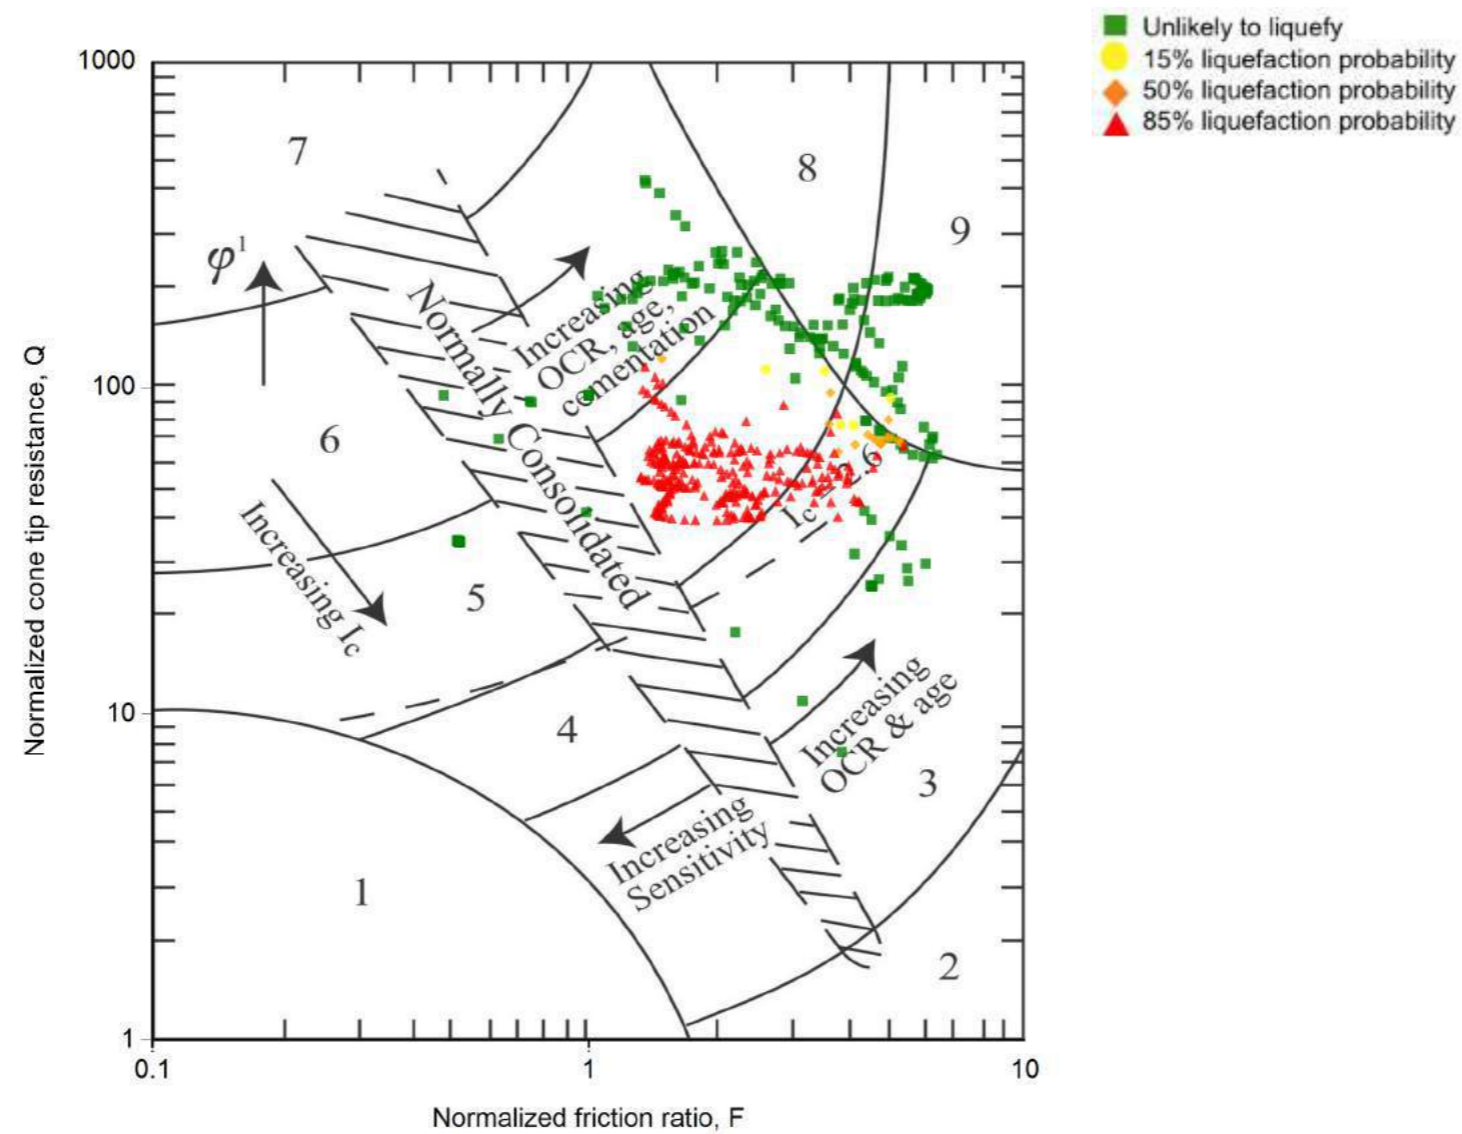 Unlikely to liquefy
15% liquefaction probability
50% liquefaction probability
85% liquefaction probability
1000
100
10
1
Normalized cone tip resistance, Q
7
8
9
φ1
Normally Consolidated
Increasing
OCR, age,
cementation
6
Ic = 2.6
Increasing Ic
5
4
Increasing
OCR & age
3
Increasing
Sensitivity
1
2
0.1
1
10
Normalized friction ratio, F